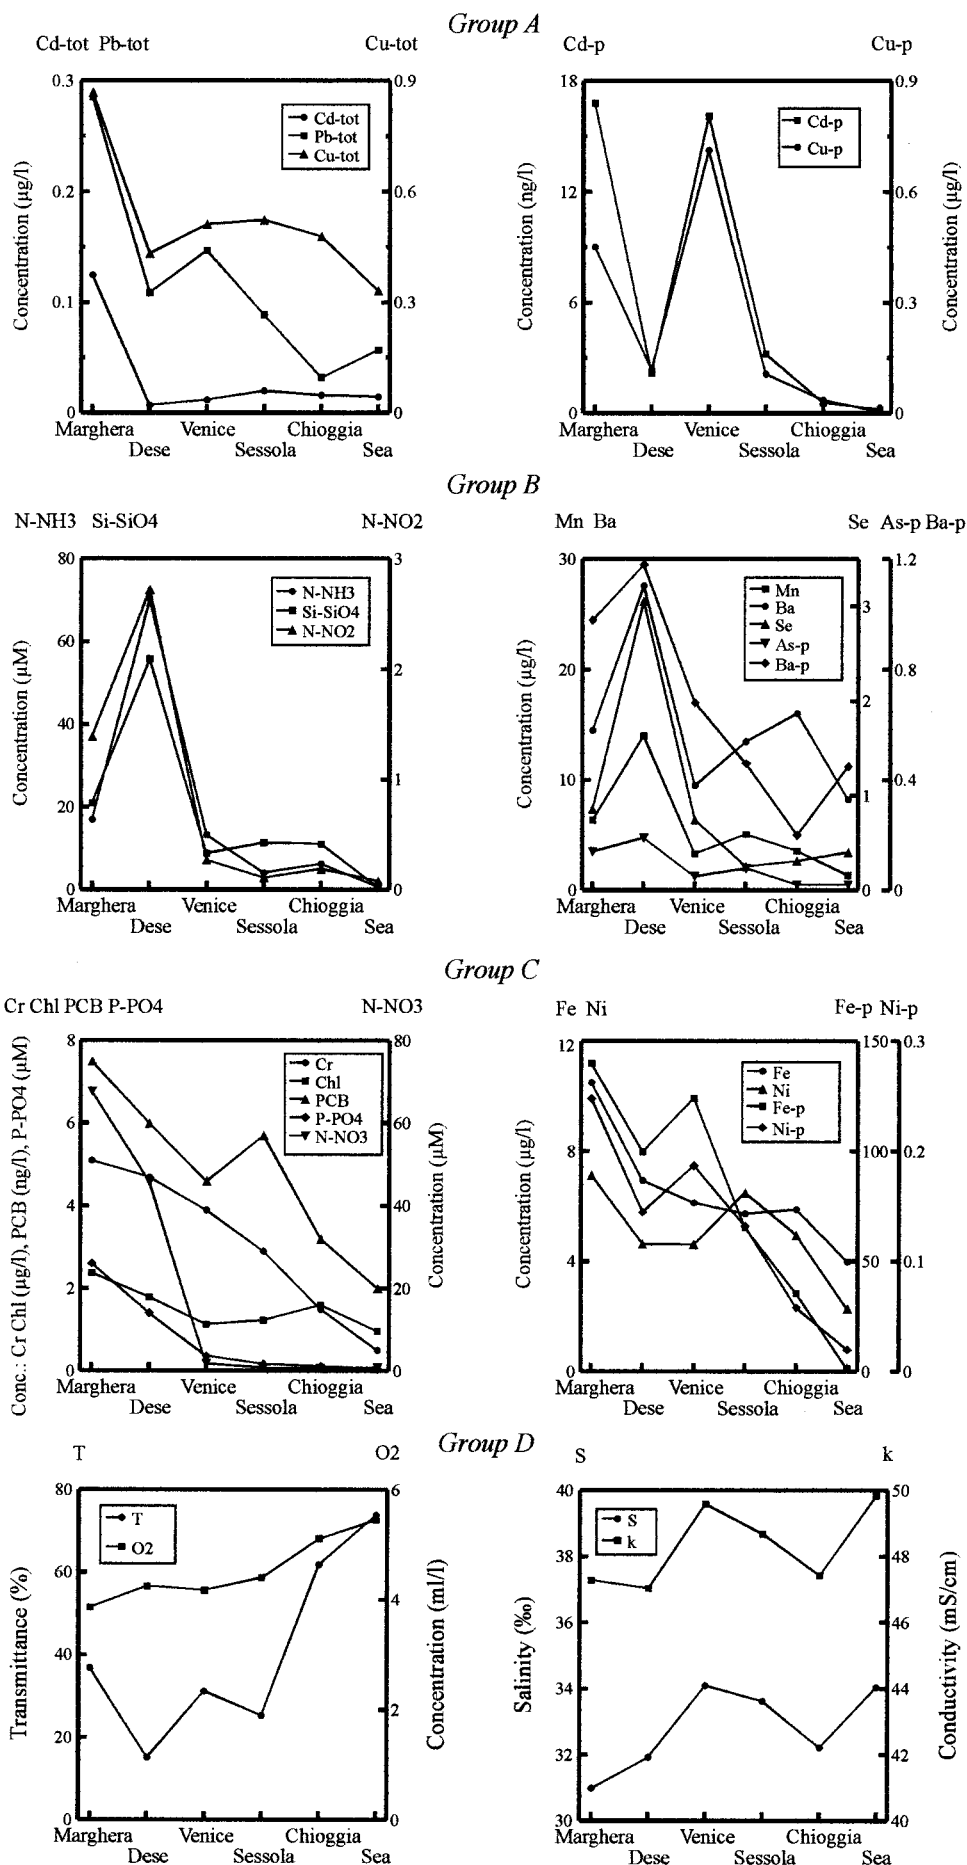 Group A
Cd-tot Pb-tot Cu-tot Cd-p Cu-p
0.3 0.9 18 0.9
Cd-tot
Pb-tot
Cu-tot
Cd-p
Cu-p
0.2 0.6 12 0.6
Concentration (µg/l)
Concentration (ng/l)
Concentration (µg/l)
0.1 0.3 6 0.3
0 0 0 0
Marghera Venice Chioggia Marghera Venice Chioggia
Dese Sessola Sea Dese Sessola Sea
Group B
N-NH3 Si-SiO4 N-NO2 Mn Ba Se As-p Ba-p
80 3 30 1.2
N-NH3
Si-SiO4
N-NO2
Mn
Ba
Se
As-p
Ba-p
3
60 2 20 0.8
2
Concentration (µM)
Concentration (µg/l)
40
20 1 10 0.4
1
0 0 0 0 0
Marghera Venice Chioggia Marghera Venice Chioggia
Dese Sessola Sea Dese Sessola Sea
Group C
Cr Chl PCB P-PO4 N-NO3 Fe Ni Fe-p Ni-p
8 80 12 150 0.3
Cr
Chl
PCB
P-PO4
N-NO3
Fe
Ni
Fe-p
Ni-p
6 60 8 100 0.2
Conc.: Cr Chl (µg/l), PCB (ng/l), P-PO4 (µM)
Concentration (µM)
Concentration (µg/l)
4 40
2 20 4 50 0.1
0 0 0 0 0
Marghera Venice Chioggia Marghera Venice Chioggia
Dese Sessola Sea Dese Sessola Sea
Group D
T O2 S k
80 6 40 50
T
O2
S
k
60 4 38 48
Transmittance (%)
Concentration (ml/l)
Salinity (‰)
Conductivity (mS/cm)
36 46
40 2 34 44
20 32 42
0 0 30 40
Marghera Venice Chioggia Marghera Venice Chioggia
Dese Sessola Sea Dese Sessola Sea